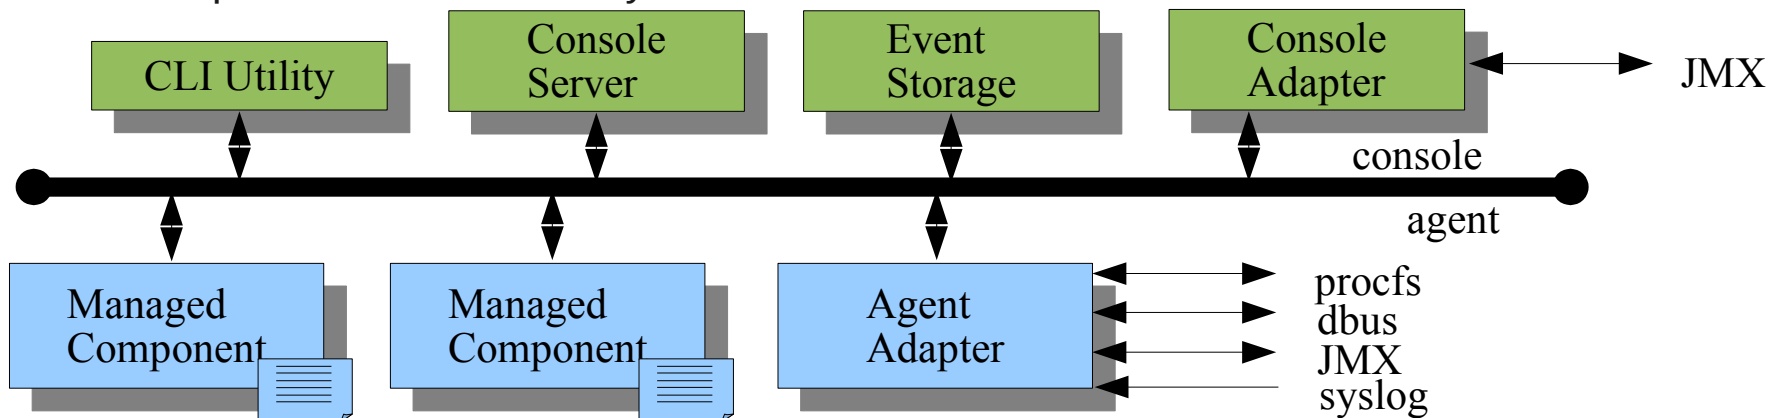 CLI Utility
Console
Server
Event
Storage
Console
Adapter
JMX
console
agent
Managed
Component
Managed
Component
Agent
Adapter
procfs
dbus
JMX
syslog